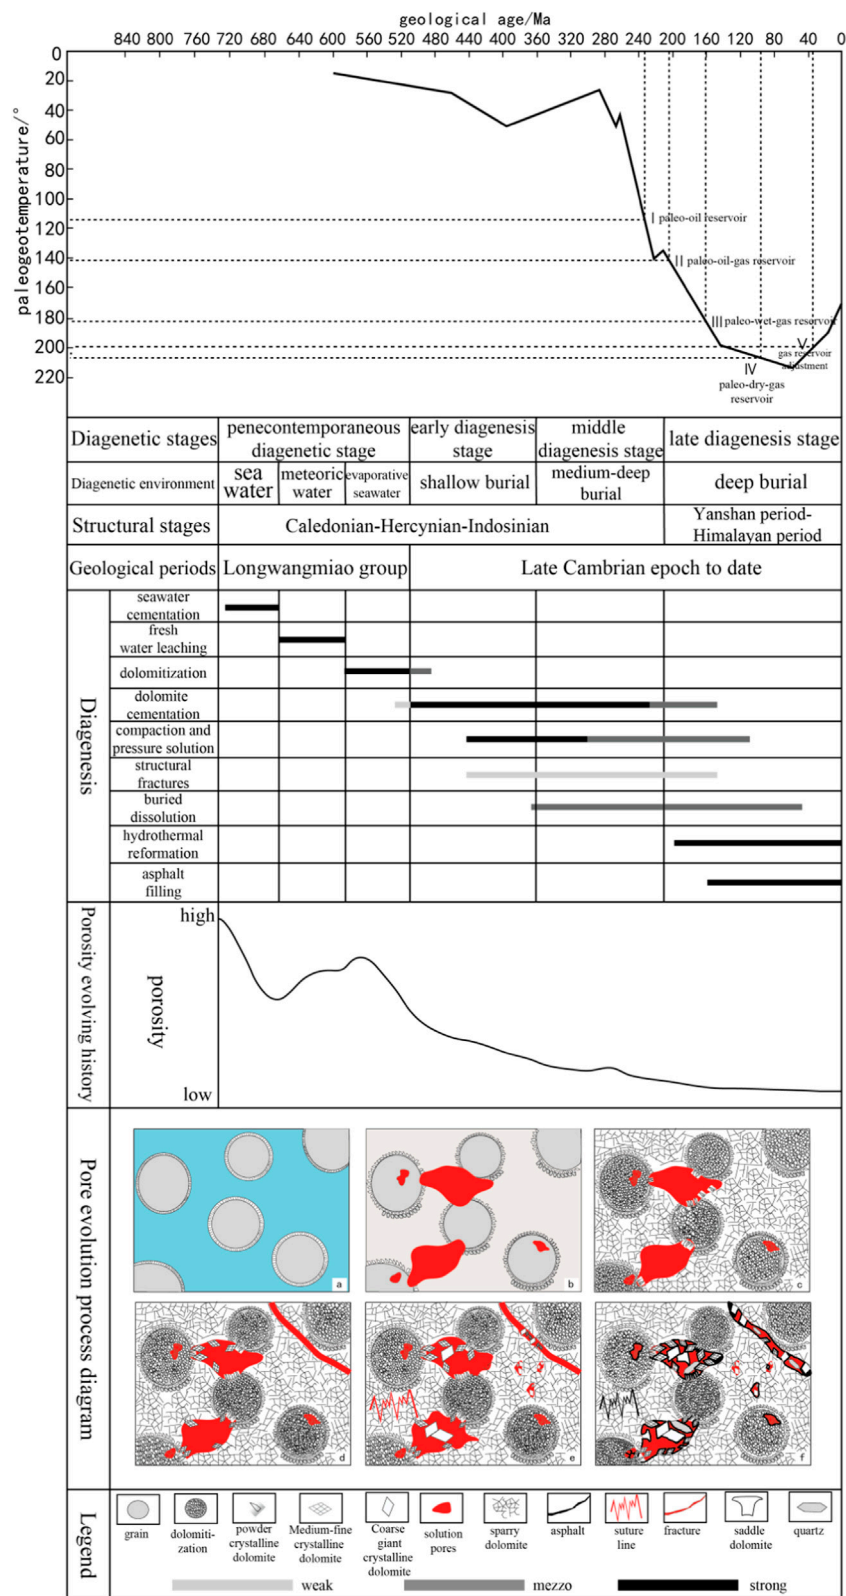 geological age/Ma
840 800 760 720 680 640 600 560 520 480 440 400 360 320 280 240 200 160 120 80 40 0
paleogeotemperature/°
0
20
40
60
80
100
120
140
160
180
200
220
I paleo-oil reservoir
II paleo-oil-gas reservoir
III paleo-wet-gas reservoir
V
gas reservoir
adjustment
IV
paleo-dry-gas
reservoir
Diagenetic stages
penecontemporaneous
diagenetic stage
early diagenesis
stage
middle
diagenesis stage
late diagenesis stage
Diagenetic environment
sea
water
meteoric
water
evaporative
seawater
shallow burial
medium-deep
burial
deep burial
Structural stages
Caledonian-Hercynian-Indosinian
Yanshan period-
Himalayan period
Geological periods
Longwangmiao group
Late Cambrian epoch to date
Diagenesis
seawater
cementation
fresh
water leaching
dolomitization
dolomite
cementation
compaction and
pressure solution
structural
fractures
buried
dissolution
hydrothermal
reformation
asphalt
filling
Porosity evolving history
high
porosity
low
Pore evolution process diagram
a
b
c
d
e
f
Legend
grain
dolomiti-
zation
powder
crystalline
dolomite
Medium-fine
crystalline
dolomite
Coarse
giant
crystalline
dolomite
solution
pores
sparry
dolomite
asphalt
suture
line
fracture
saddle
dolomite
quartz
weak
mezzo
strong